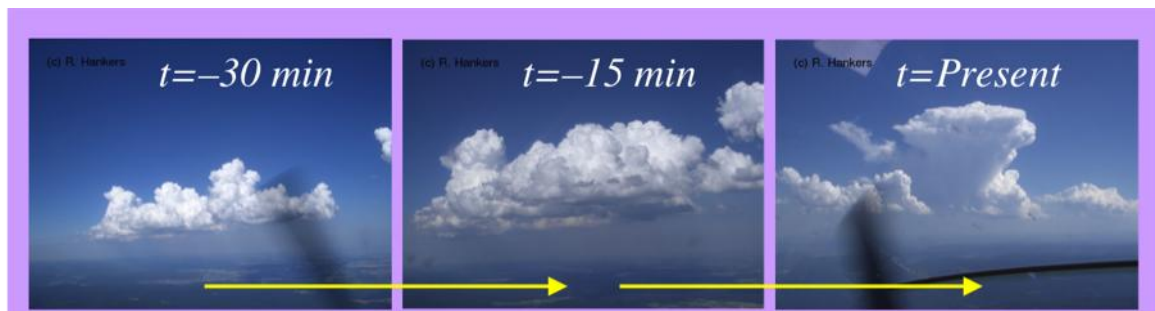 (c) R. Hankers
t=–30 min
(c) R. Hankers
t=–15 min
(c) R. Hankers
t=Present